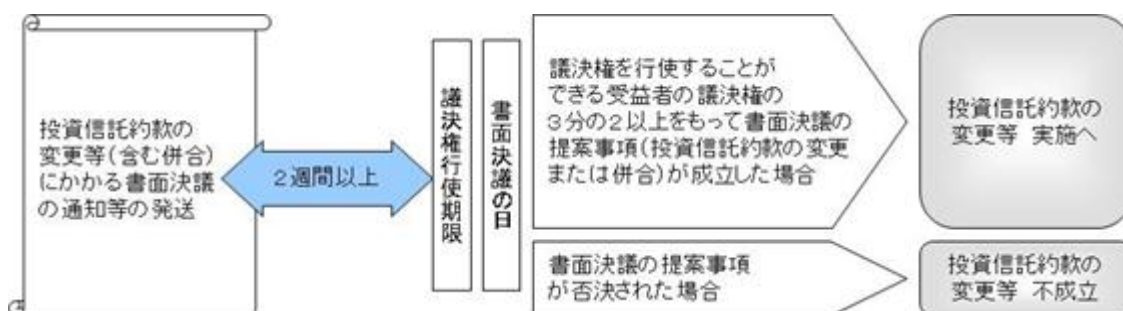 投資信託約款の
変更等(含む併合)
にかかる書面決議
の通知等の発送
2週間以上
議決権行使期限
書面決議の日
議決権を行使することが
できる受益者の議決権の
3分の2以上をもって書面決議の
提案事項(投資信託約款の変更
または併合)が成立した場合
投資信託約款の
変更等 実施へ
書面決議の提案事項
が否決された場合
投資信託約款の
変更等 不成立